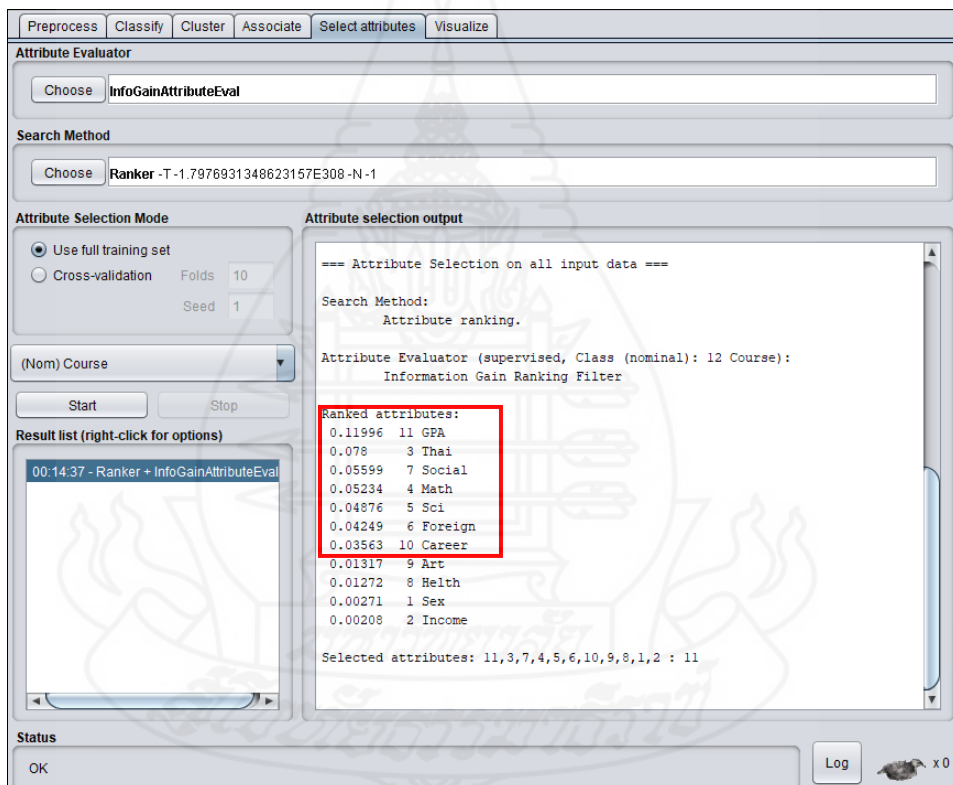 Preprocess Classify Cluster Associate Select attributes Visualize
Attribute Evaluator
Choose InfoGainAttributeEval
Search Method
Choose Ranker -T -1.7976931348623157E308 -N -1
Attribute Selection Mode
Use full training set
Cross-validation Folds 10
Seed 1
(Nom) Course
Start Stop
Result list (right-click for options)
00:14:37 - Ranker + InfoGainAttributeEval
Attribute selection output
=== Attribute Selection on all input data ===
Search Method:
Attribute ranking.
Attribute Evaluator (supervised, Class (nominal): 12 Course):
Information Gain Ranking Filter
Ranked attributes:
0.11996 11 GPA
0.078 3 Thai
0.05599 7 Social
0.05234 4 Math
0.04876 5 Sci
0.04249 6 Foreign
0.03563 10 Career
0.01317 9 Art
0.01272 8 Helth
0.00271 1 Sex
0.00208 2 Income
Selected attributes: 11,3,7,4,5,6,10,9,8,1,2 : 11
Status
OK
Log x 0